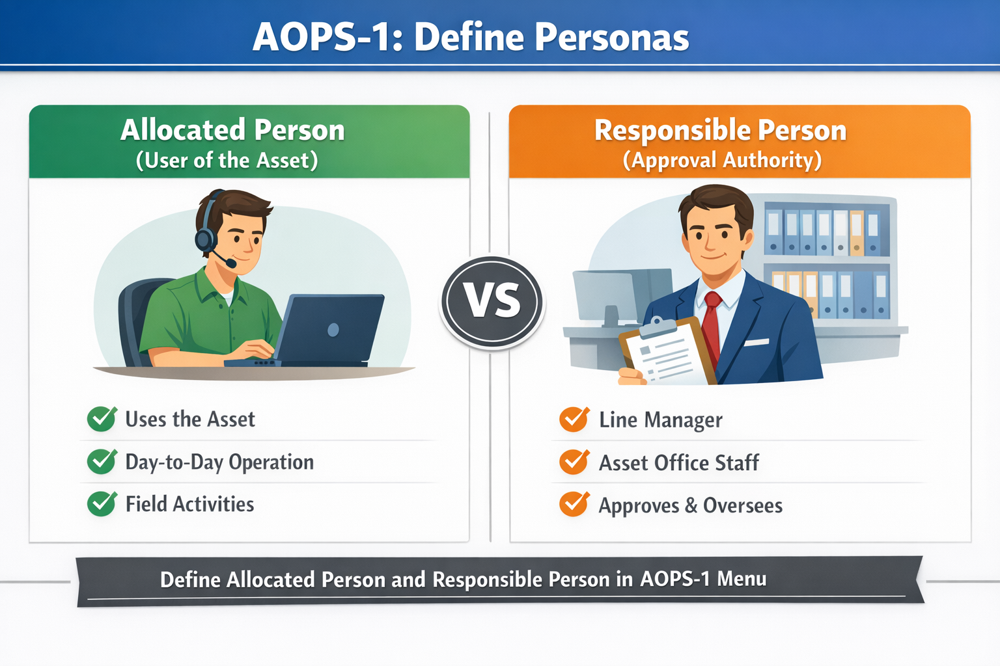 AOPS-1: Define Personas
Allocated Person
(User of the Asset)
Uses the Asset
Day-to-Day Operation
Field Activities
VS
Responsible Person
(Approval Authority)
Line Manager
Asset Office Staff
Approves & Oversees
Define Allocated Person and Responsible Person in AOPS-1 Menu